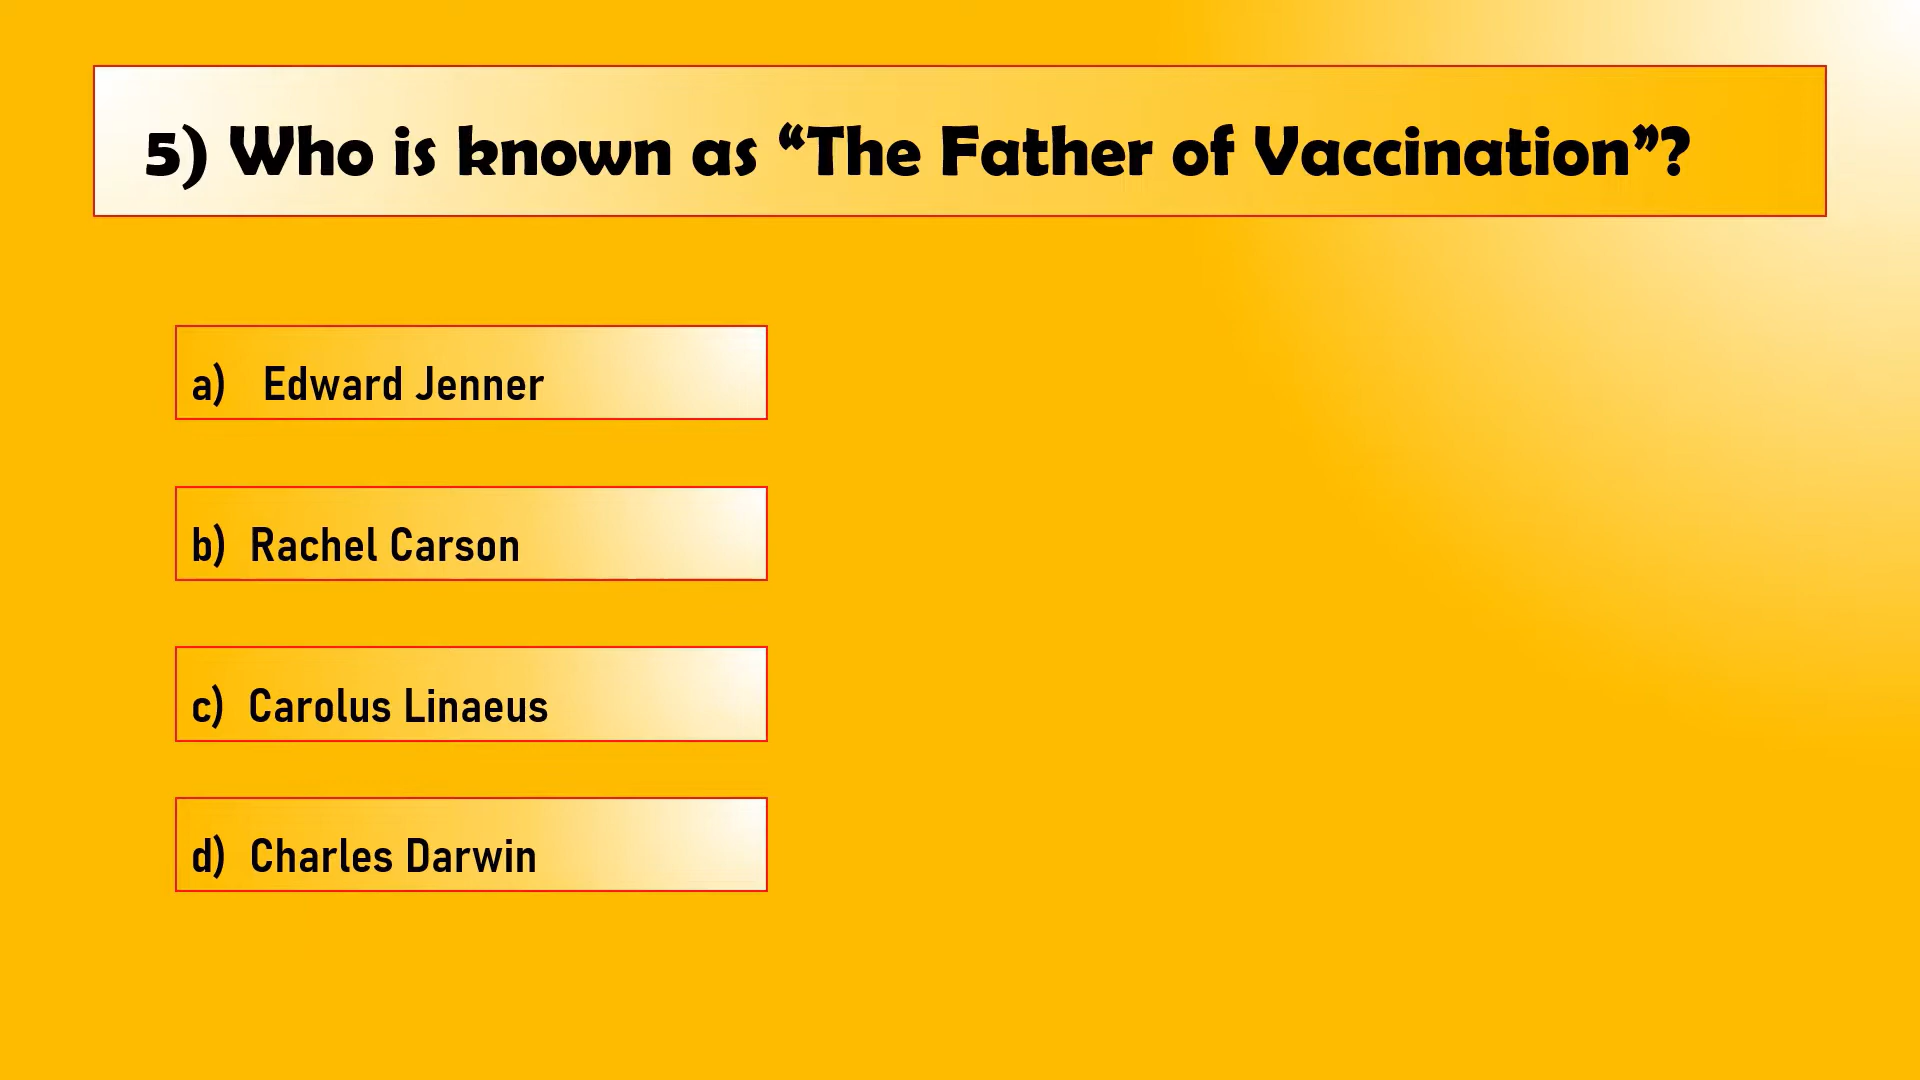 5) Who is known as “The Father of Vaccination”?
a) Edward Jenner
b) Rachel Carson
c) Carolus Linaeus
d) Charles Darwin